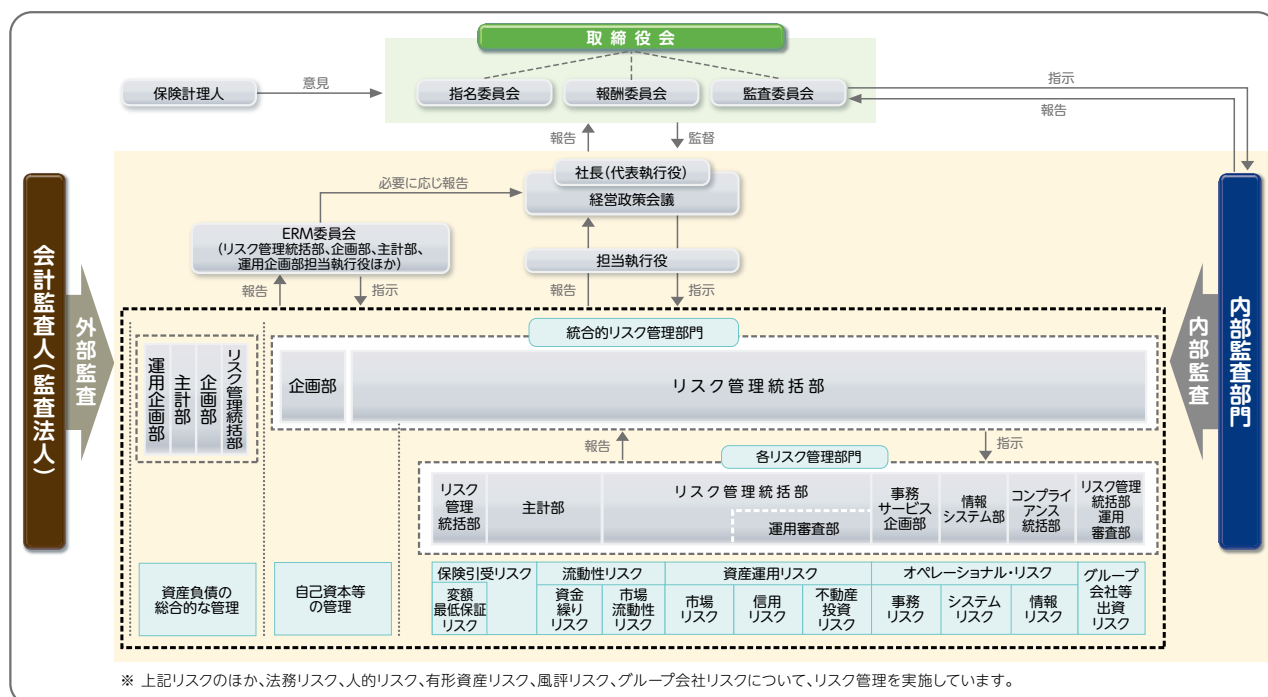 取締役会
保険計理人
意見
指名委員会
報酬委員会
監査委員会
指示
報告
報告
監督
社長（代表執行役）
経営政策会議
必要に応じ報告
ERM委員会
（リスク管理統括部、企画部、主計部、
運用企画部担当執行役ほか）
担当執行役
報告
指示
報告
指示
会計監査人（監査法人）
外部監査
内部監査
内部監査部門
統合的リスク管理部門
運用企画部
主計部
企画部
リスク管理統括部
企画部
リスク管理統括部
報告
指示
各リスク管理部門
リスク
管理
統括部
主計部
リスク管理統括部
運用審査部
事務
サービス
企画部
情報
システム部
コンプライ
アンス
統括部
リスク管理
統括部
運用
審査部
資産負債の
総合的な管理
自己資本等
の管理
保険引受リスク
変額
最低保証
リスク
流動性リスク
資金
繰り
リスク
市場
流動性
リスク
資産運用リスク
市場
リスク
信用
リスク
不動産
投資
リスク
オペレーショナル・リスク
事務
リスク
システム
リスク
情報
リスク
グループ
会社等
出資
リスク
※ 上記リスクのほか、法務リスク、人的リスク、有形資産リスク、風評リスク、グループ会社リスクについて、リスク管理を実施しています。